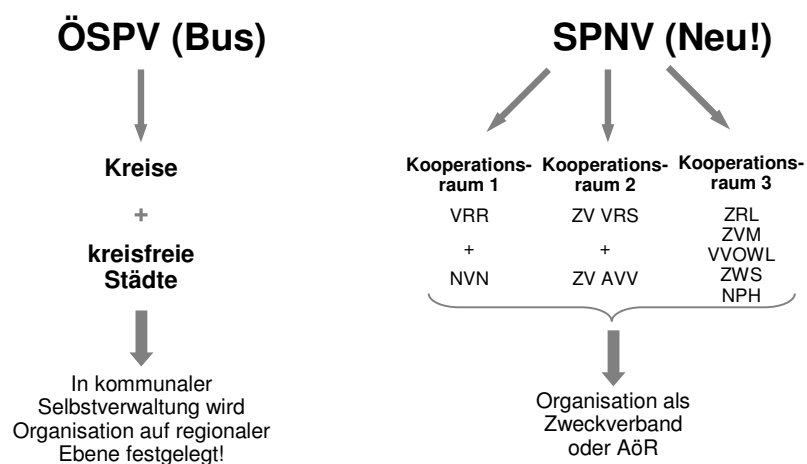 ÖSPV (Bus)
Kreise
+
kreisfreie
Städte
In kommunaler
Selbstverwaltung wird
Organisation auf regionaler
Ebene festgelegt!
SPNV (Neu!)
Kooperations-
raum 1
VRR
+
NVN
Kooperations-
raum 2
ZV VRS
+
ZV AVV
Kooperations-
raum 3
ZRL
ZVM
VVOWL
ZWS
NPH
Organisation als
Zweckverband
oder AöR